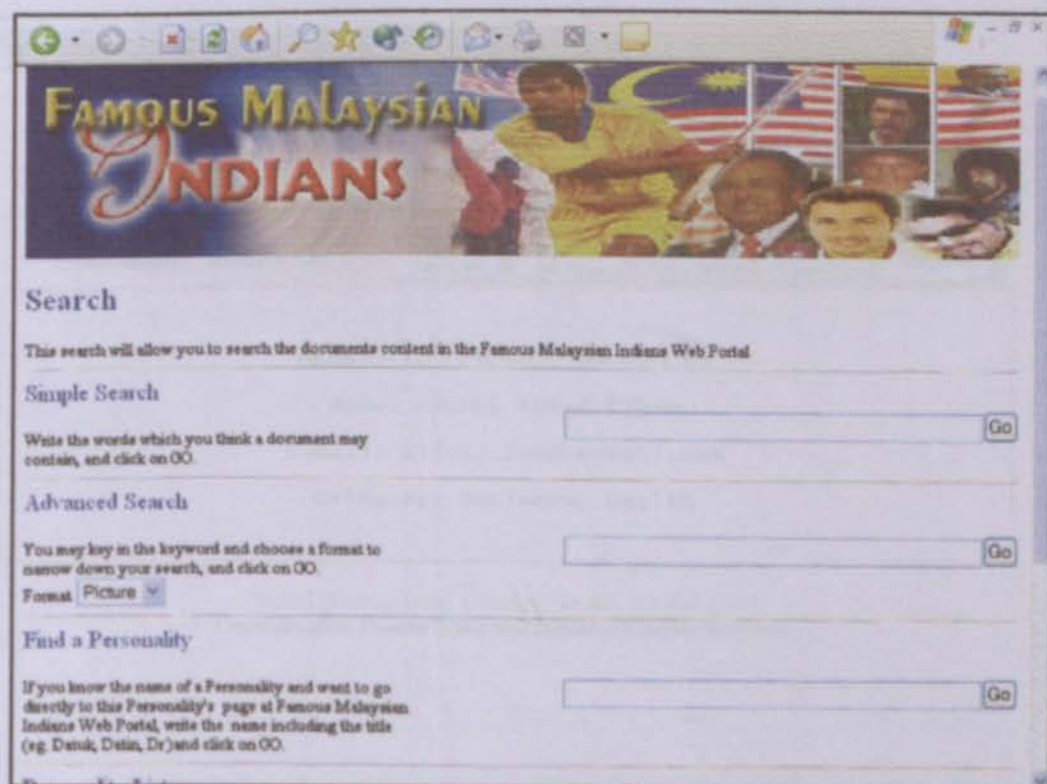 FAMOUS MALAYSIAN
INDIANS
Search
This search will allow you to search the documents content in the Famous Malaysian Indians Web Portal
Simple Search
Write the words which you think a document may
contain, and click on GO.
Go
Advanced Search
You may key in the keyword and choose a format to
narrow down your search, and click on GO.
Go
Format Picture
Find a Personality
If you know the name of a Personality and want to go
directly to this Personality's page at Famous Malaysian
Indians Web Portal, write the name including the title
(eg. Datuk, Datin, Dr) and click on GO.
Go